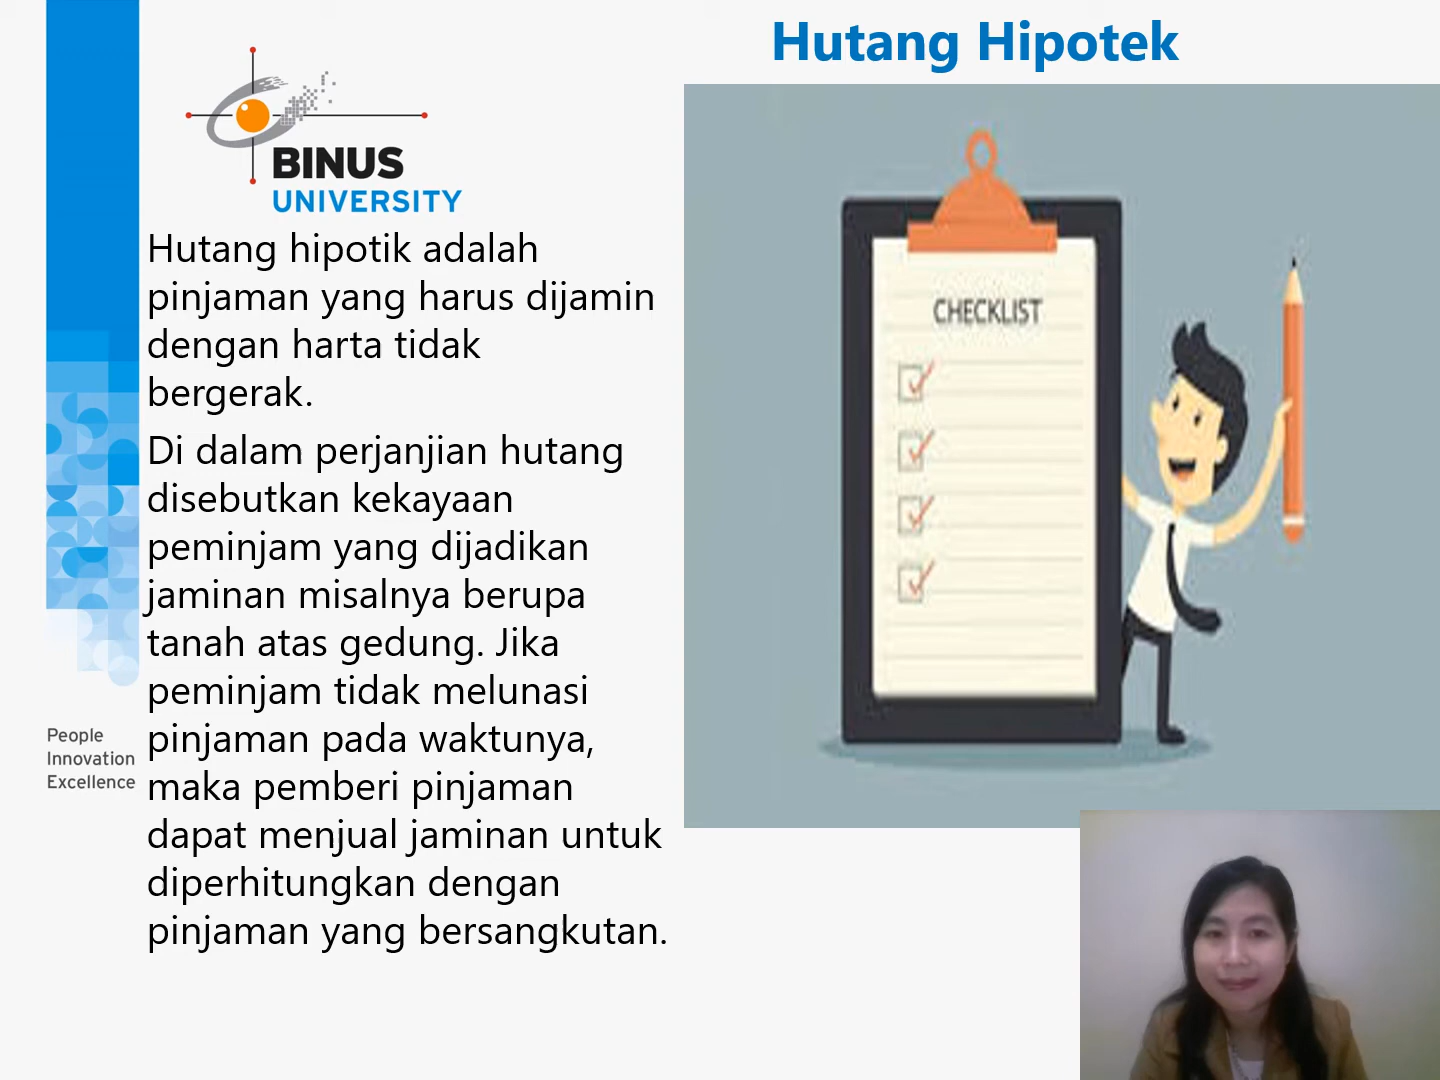 Hutang Hipotek
BINUS
UNIVERSITY
Hutang hipotik adalah
pinjaman yang harus dijamin
dengan harta tidak
bergerak.
Di dalam perjanjian hutang
disebutkan kekayaan
peminjam yang dijadikan
jaminan misalnya berupa
tanah atas gedung. Jika
peminjam tidak melunasi
pinjaman pada waktunya,
maka pemberi pinjaman
dapat menjual jaminan untuk
diperhitungkan dengan
pinjaman yang bersangkutan.
People
Innovation
Excellence
CHECKLIST